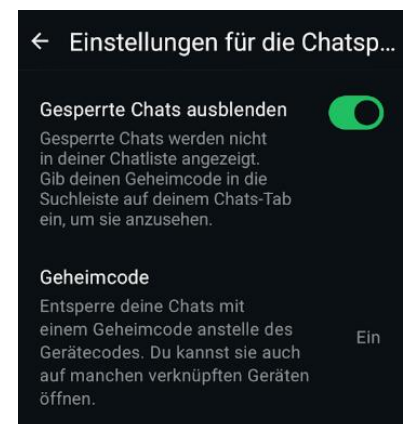 Einstellungen für die Chatsp...
Gesperrte Chats ausblenden
Gesperrte Chats werden nicht
in deiner Chatliste angezeigt.
Gib deinen Geheimcode in die
Suchleiste auf deinem Chats-Tab
ein, um sie anzusehen.
Geheimcode
Entsperre deine Chats mit
einem Geheimcode anstelle des
Gerätecodes. Du kannst sie auch
auf manchen verknüpften Geräten
öffnen.
Ein